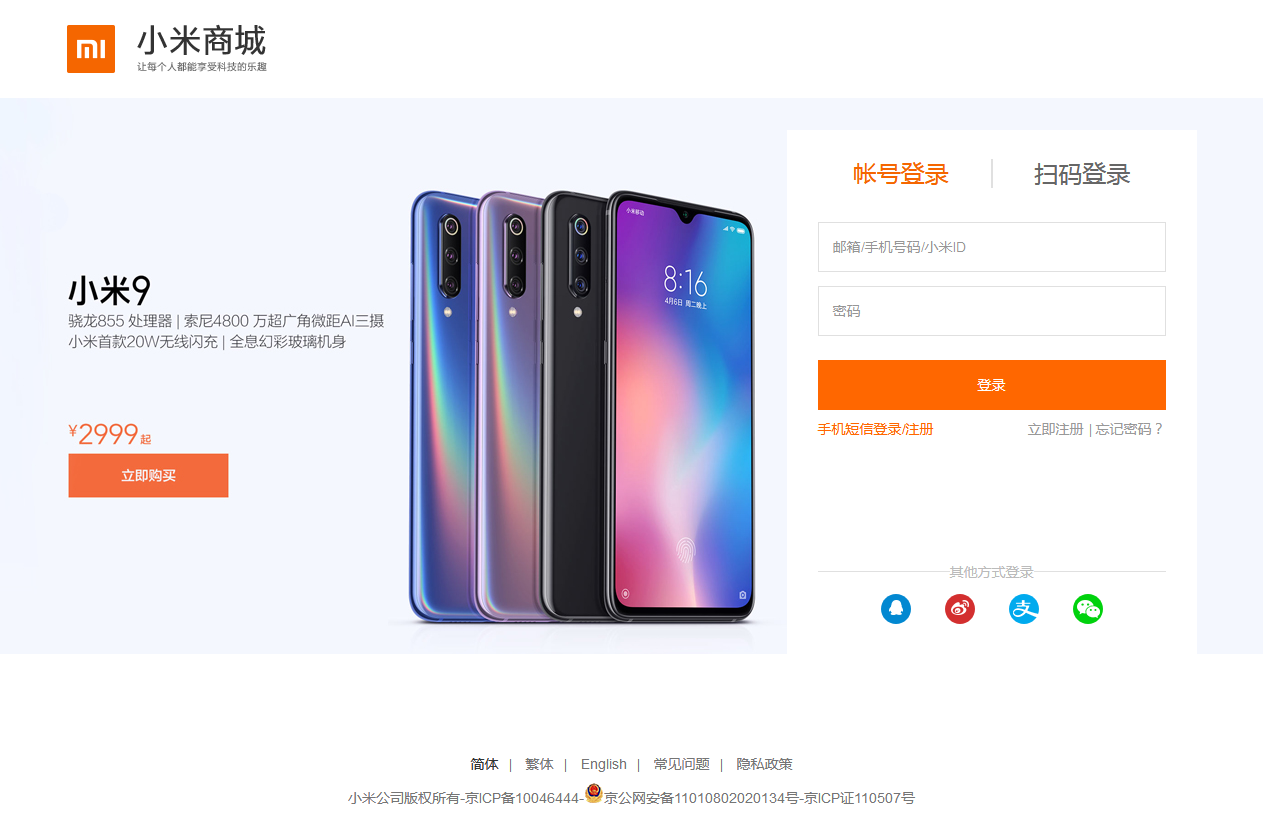 小米商城
让每个人都能享受科技的乐趣
帐号登录 | 扫码登录
邮箱/手机号码/小米ID
密码
登录
手机短信登录/注册 立即注册 | 忘记密码？
其他方式登录
小米9
骁龙855 处理器 | 索尼4800 万超广角微距AI三摄
小米首款20W无线闪充 | 全息幻彩玻璃机身
¥2999起
立即购买
小米移动
8:16
4月6日 周二晚上
简体 | 繁体 | English | 常见问题 | 隐私政策
小米公司版权所有-京ICP备10046444-京公网安备11010802020134号-京ICP证110507号